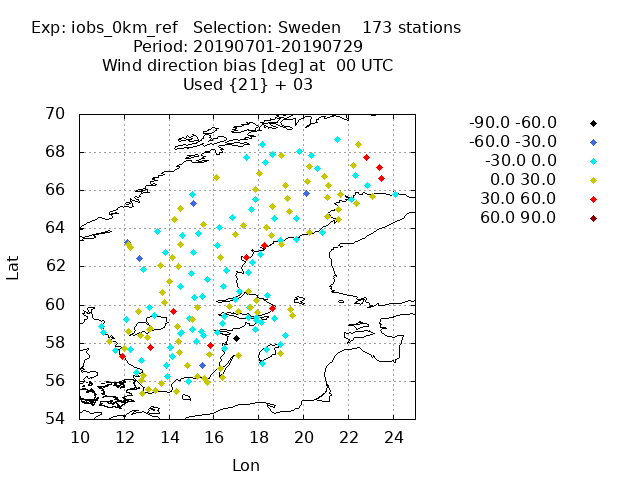 Exp: iobs_0km_ref   Selection: Sweden    173 stations
Period: 20190701-20190729
Wind direction bias [deg] at  00 UTC
Used {21} + 03
-90.0 -60.0
-60.0 -30.0
-30.0 0.0
0.0 30.0
30.0 60.0
60.0 90.0
70
68
66
64
62
60
58
56
54
Lat
10 12 14 16 18 20 22 24
Lon